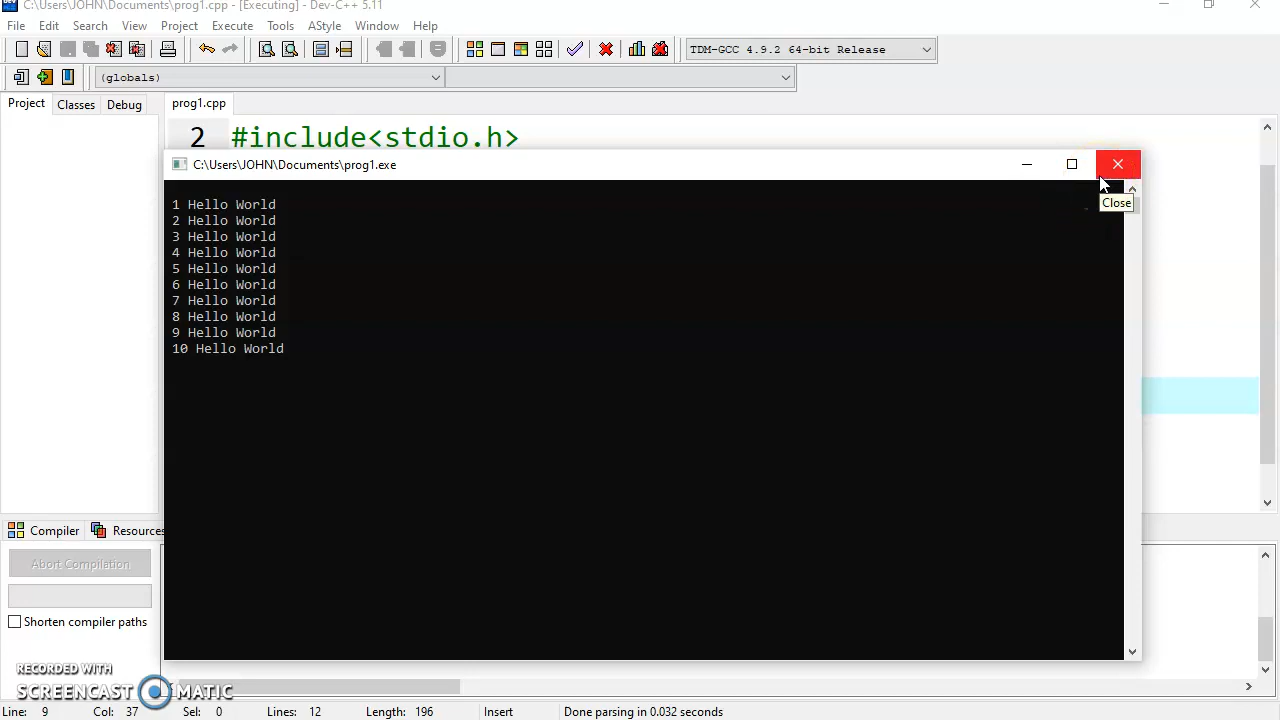 C:\Users\JOHN\Documents\prog1.cpp - [Executing] - Dev-C++ 5.11
File Edit Search View Project Execute Tools AStyle Window Help
TDM-GCC 4.9.2 64-bit Release
(globals)
Project Classes Debug prog1.cpp
2 #include<stdio.h>
C:\Users\JOHN\Documents\prog1.exe
Close
1 Hello World
2 Hello World
3 Hello World
4 Hello World
5 Hello World
6 Hello World
7 Hello World
8 Hello World
9 Hello World
10 Hello World
Compiler Resources
Abort Compilation
Shorten compiler paths
RECORDED WITH
SCREENCAST MATIC
Line: 9 Col: 37 Sel: 0 Lines: 12 Length: 196 Insert Done parsing in 0.032 seconds